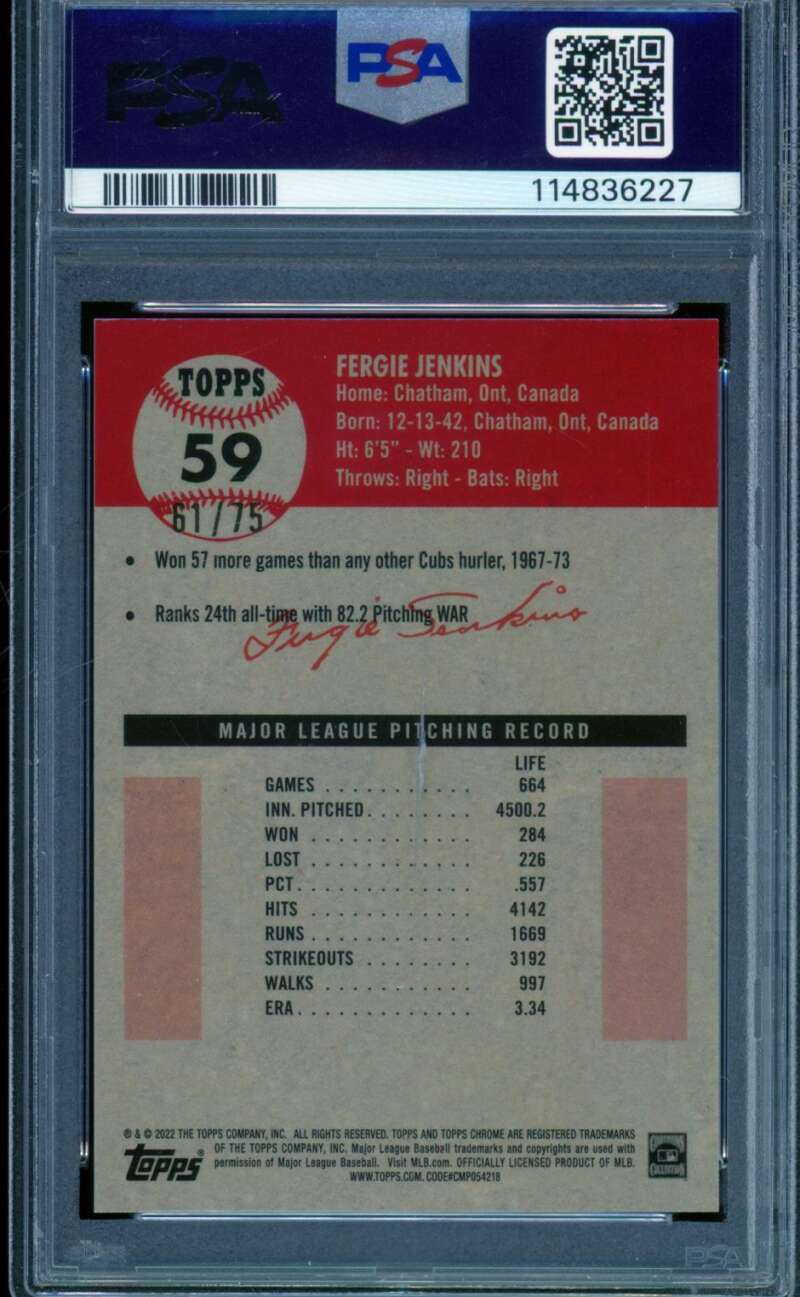 PSA PSA
114836227
TOPPS
59
61/75
FERGIE JENKINS
Home: Chatham, Ont, Canada
Born: 12-13-42, Chatham, Ont, Canada
Ht: 6'5" - Wt: 210
Throws: Right - Bats: Right
• Won 57 more games than any other Cubs hurler, 1967-73
• Ranks 24th all-time with 82.2 Pitching WAR
Fergie Jenkins
MAJOR LEAGUE PITCHING RECORD
LIFE
GAMES . . . . . . . . . . . 664
INN. PITCHED. . . . . . . . 4500.2
WON . . . . . . . . . . . . 284
LOST . . . . . . . . . . . . 226
PCT. . . . . . . . . . . . . .557
HITS . . . . . . . . . . . . 4142
RUNS . . . . . . . . . . . . 1669
STRIKEOUTS . . . . . . . . 3192
WALKS . . . . . . . . . . . 997
ERA. . . . . . . . . . . . . 3.34
® & © 2022 THE TOPPS COMPANY, INC. ALL RIGHTS RESERVED. TOPPS AND TOPPS CHROME ARE REGISTERED TRADEMARKS
OF THE TOPPS COMPANY, INC. Major League Baseball trademarks and copyrights are used with
permission of Major League Baseball. Visit MLB.com. OFFICIALLY LICENSED PRODUCT OF MLB.
WWW.TOPPS.COM. CODE#CMP054218
topps
PSA